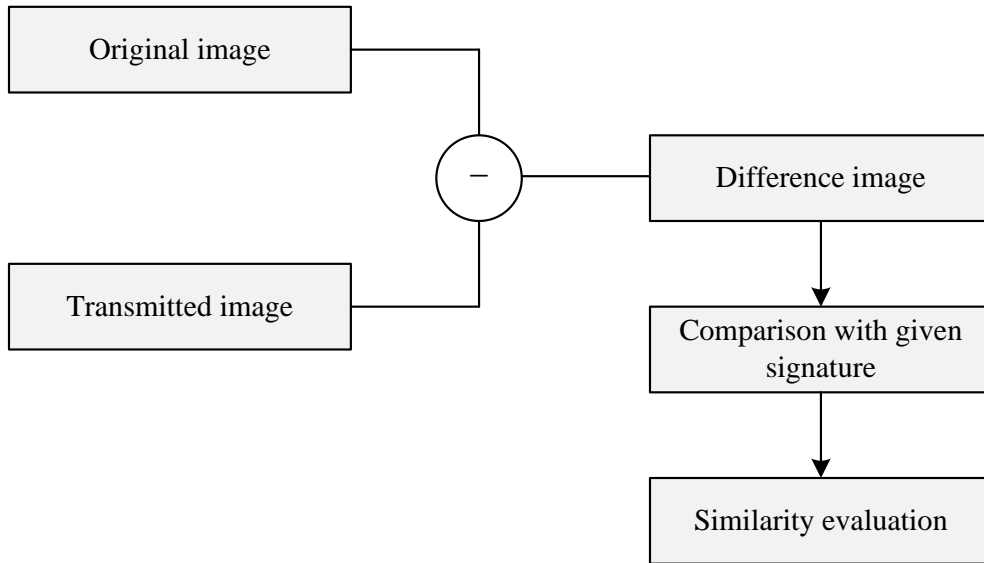 Original image
–
Difference image
Transmitted image
Comparison with given
signature
Similarity evaluation